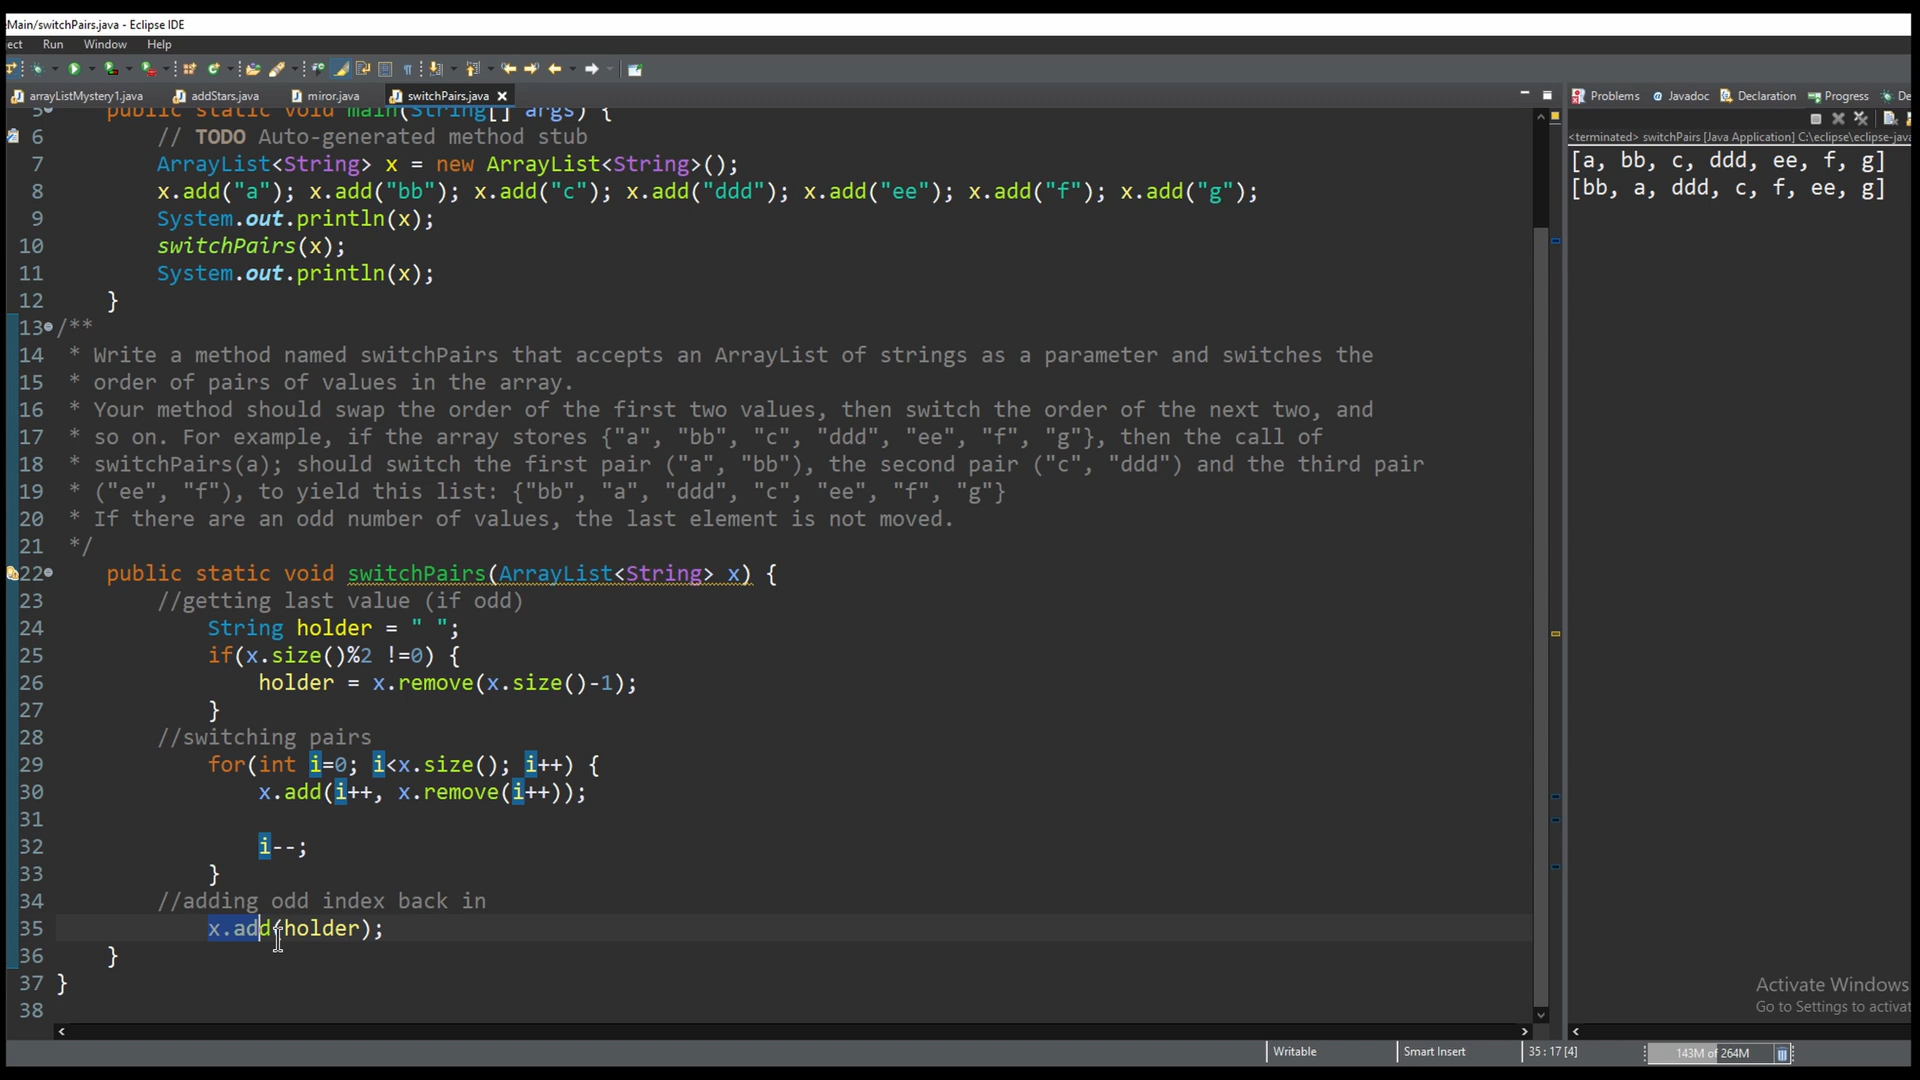 Main/switchPairs.java - Eclipse IDE
ect Run Window Help
arrayListMystery1.java addStars.java miror.java switchPairs.java
Problems Javadoc Declaration Progress De
<terminated> switchPairs [Java Application] C:\eclipse\eclipse-java
[a, bb, c, ddd, ee, f, g]
[bb, a, ddd, c, f, ee, g]
5 public static void main(String[] args) {
6 // TODO Auto-generated method stub
7 ArrayList<String> x = new ArrayList<String>();
8 x.add("a"); x.add("bb"); x.add("c"); x.add("ddd"); x.add("ee"); x.add("f"); x.add("g");
9 System.out.println(x);
10 switchPairs(x);
11 System.out.println(x);
12 }
13 /**
14 * Write a method named switchPairs that accepts an ArrayList of strings as a parameter and switches the
15 * order of pairs of values in the array.
16 * Your method should swap the order of the first two values, then switch the order of the next two, and
17 * so on. For example, if the array stores {"a", "bb", "c", "ddd", "ee", "f", "g"}, then the call of
18 * switchPairs(a); should switch the first pair ("a", "bb"), the second pair ("c", "ddd") and the third pair
19 * ("ee", "f"), to yield this list: {"bb", "a", "ddd", "c", "ee", "f", "g"}
20 * If there are an odd number of values, the last element is not moved.
21 */
22 public static void switchPairs(ArrayList<String> x) {
23 //getting last value (if odd)
24 String holder = " ";
25 if(x.size()%2 !=0) {
26 holder = x.remove(x.size()-1);
27 }
28 //switching pairs
29 for(int i=0; i<x.size(); i++) {
30 x.add(i++, x.remove(i++));
31
32 i--;
33 }
34 //adding odd index back in
35 x.add(holder);
36 }
37 }
38
Activate Windows
Go to Settings to activat
Writable Smart Insert 35 : 17 [4] 143M of 264M